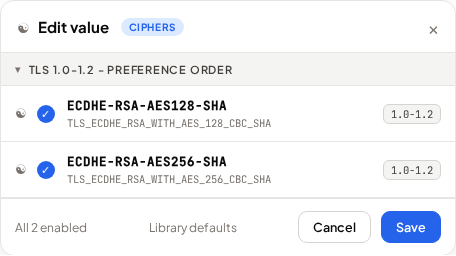 ☯ Edit value CIPHERS ×
▾ TLS 1.0–1.2 – PREFERENCE ORDER
☯ ✓ ECDHE-RSA-AES128-SHA 1.0–1.2
TLS_ECDHE_RSA_WITH_AES_128_CBC_SHA
☯ ✓ ECDHE-RSA-AES256-SHA 1.0–1.2
TLS_ECDHE_RSA_WITH_AES_256_CBC_SHA
All 2 enabled Library defaults Cancel Save